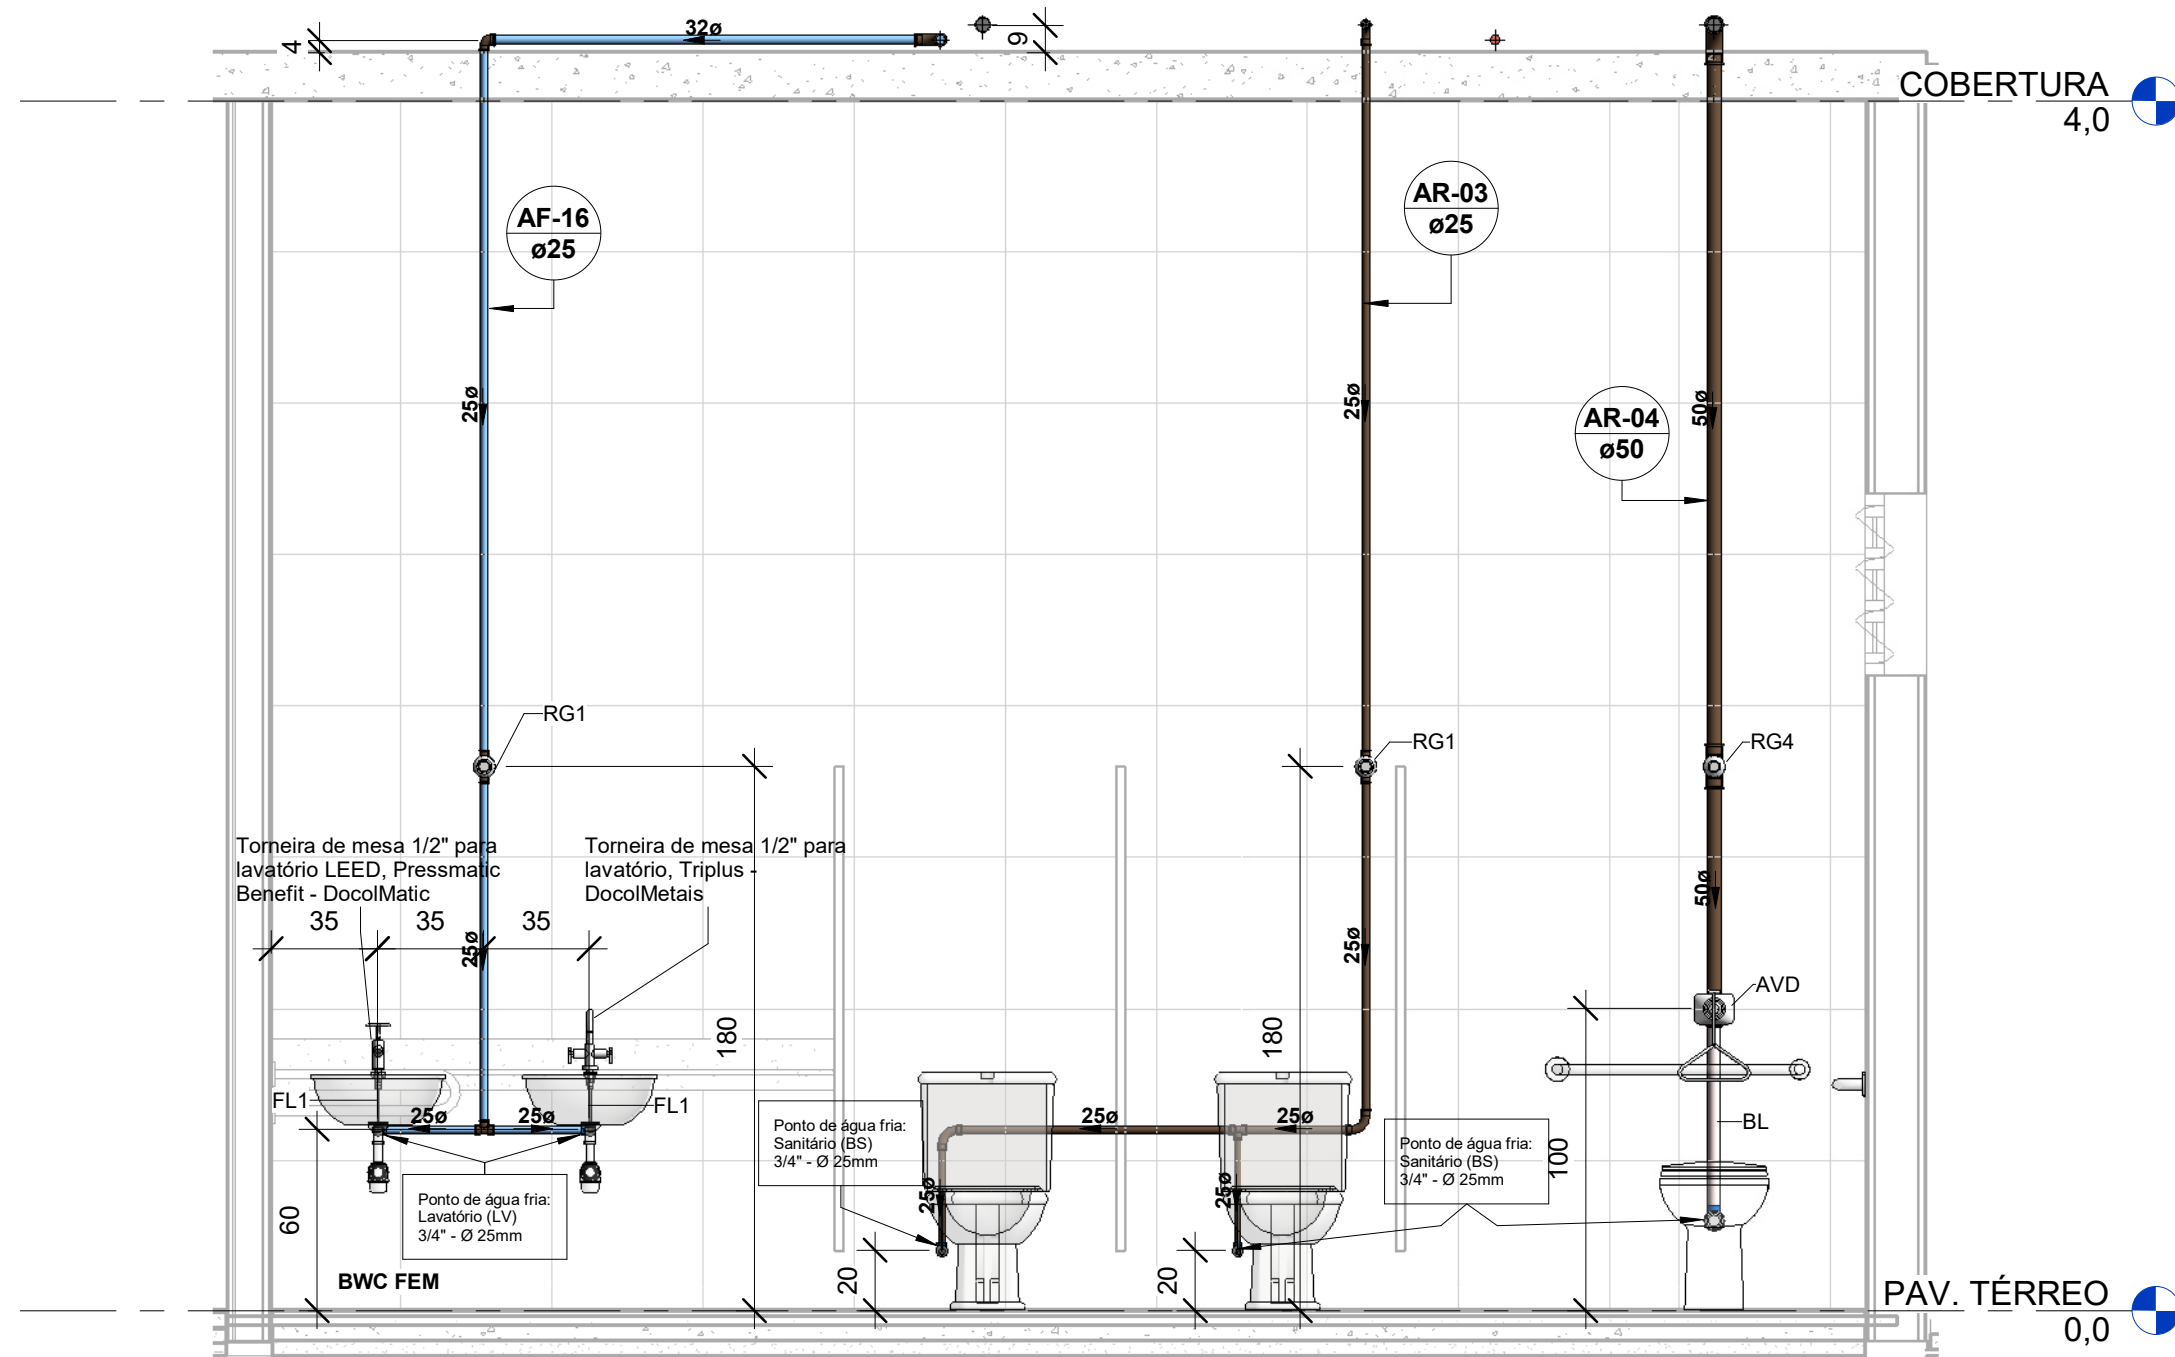 32ø
4
9
COBERTURA
4,0
AF-16
ø25
AR-03
ø25
AR-04
ø50
25ø
25ø
50ø
RG1
RG1
RG4
Torneira de mesa 1/2" para
lavatório LEED, Pressmatic
Benefit - DocolMatic
Torneira de mesa 1/2" para
lavatório, Triplus -
DocolMetais
35
35
35
25ø
25ø
50ø
180
180
AVD
FL1
FL1
25ø
25ø
25ø
25ø
BL
100
Ponto de água fria:
Sanitário (BS)
3/4" - Ø 25mm
Ponto de água fria:
Sanitário (BS)
3/4" - Ø 25mm
25ø
25ø
Ponto de água fria:
Lavatório (LV)
3/4" - Ø 25mm
60
20
20
BWC FEM
PAV. TÉRREO
0,0